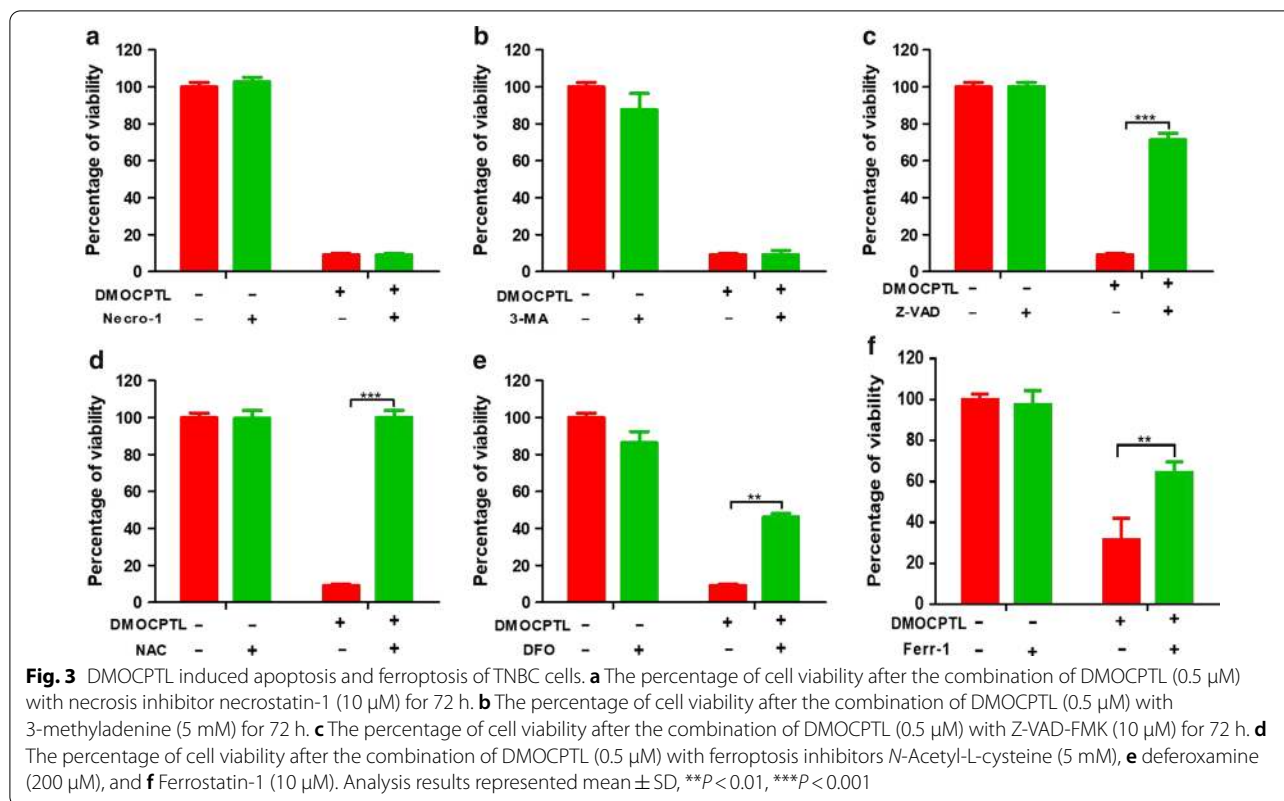 a
Percentage of viability
120
100
80
60
40
20
0
DMOCPTL – – + +
Necro-1 – + – +
b
Percentage of viability
120
100
80
60
40
20
0
DMOCPTL – – + +
3-MA – + – +
c
Percentage of viability
120
100
80
60
40
20
0
***
DMOCPTL – – + +
Z-VAD – + – +
d
Percentage of viability
120
100
80
60
40
20
0
***
DMOCPTL – – + +
NAC – + – +
e
Percentage of viability
120
100
80
60
40
20
0
**
DMOCPTL – – + +
DFO – + – +
f
Percentage of viability
120
100
80
60
40
20
0
**
DMOCPTL – – + +
Ferr-1 – + – +
Fig. 3 DMOCPTL induced apoptosis and ferroptosis of TNBC cells. a The percentage of cell viability after the combination of DMOCPTL (0.5 µM)
with necrosis inhibitor necrostatin-1 (10 µM) for 72 h. b The percentage of cell viability after the combination of DMOCPTL (0.5 µM) with
3-methyladenine (5 mM) for 72 h. c The percentage of cell viability after the combination of DMOCPTL (0.5 µM) with Z-VAD-FMK (10 µM) for 72 h. d
The percentage of cell viability after the combination of DMOCPTL (0.5 µM) with ferroptosis inhibitors N-Acetyl-L-cysteine (5 mM), e deferoxamine
(200 µM), and f Ferrostatin-1 (10 µM). Analysis results represented mean ± SD, **P < 0.01, ***P < 0.001